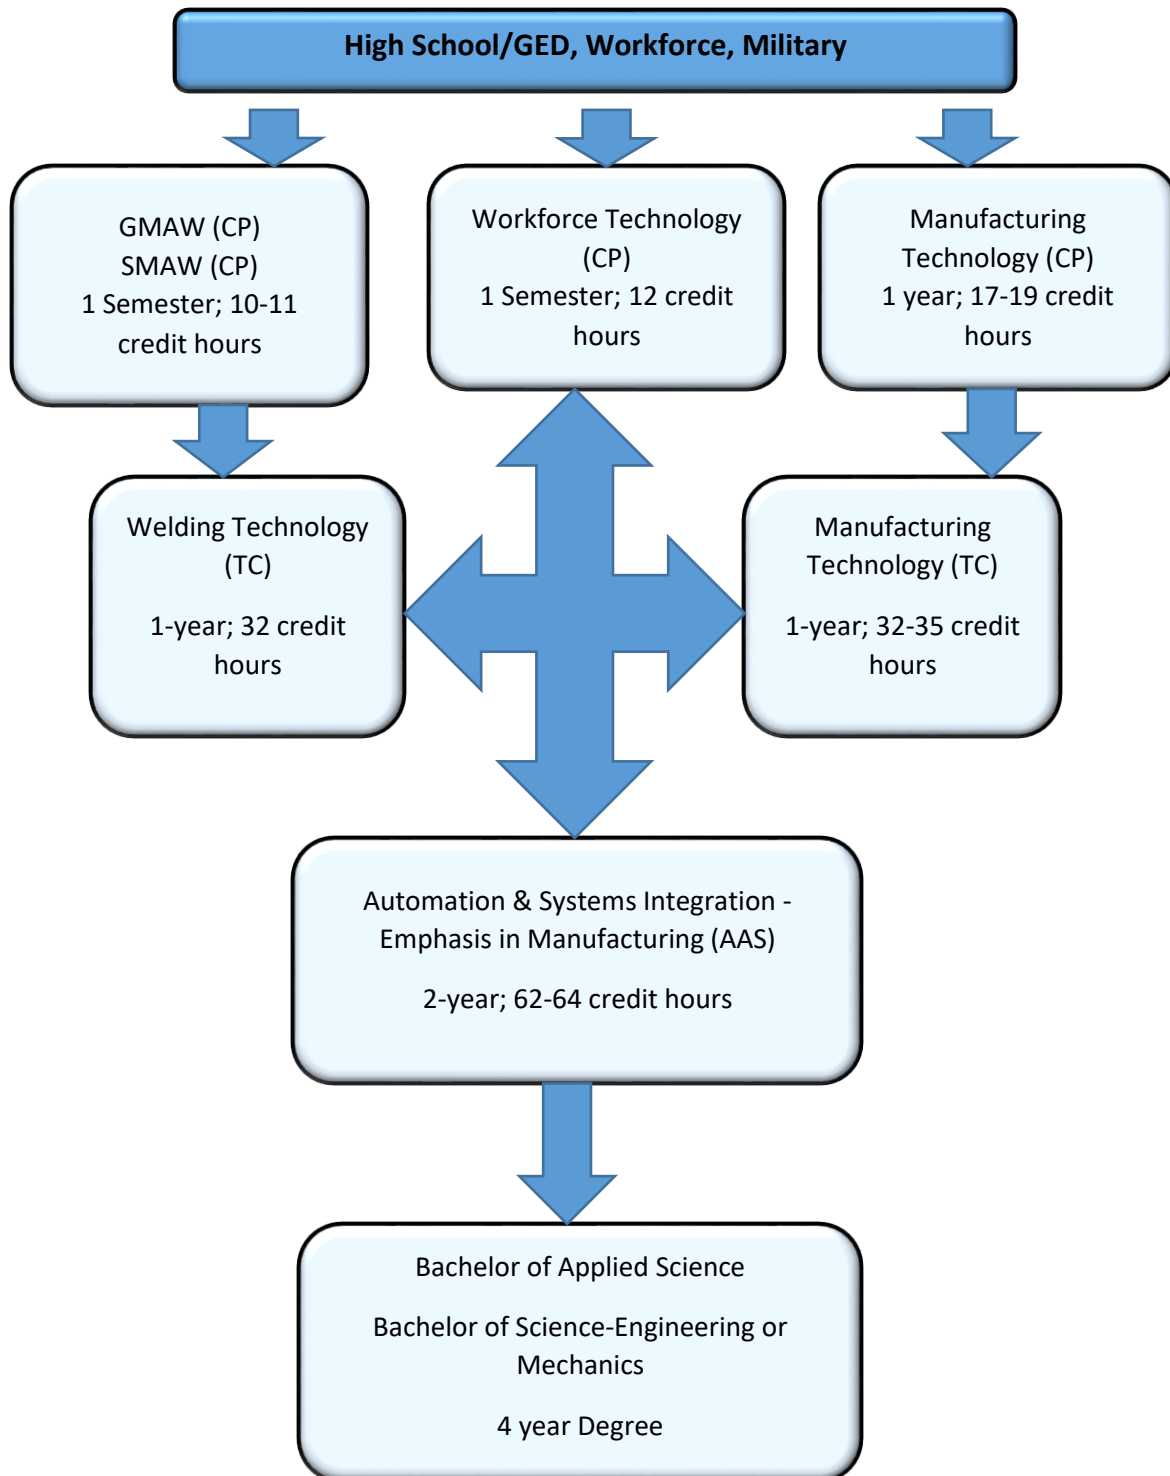 High School/GED, Workforce, Military
GMAW (CP)
SMAW (CP)
1 Semester; 10-11
credit hours
Workforce Technology
(CP)
1 Semester; 12 credit
hours
Manufacturing
Technology (CP)
1 year; 17-19 credit
hours
Welding Technology
(TC)
1-year; 32 credit
hours
Manufacturing
Technology (TC)
1-year; 32-35 credit
hours
Automation & Systems Integration -
Emphasis in Manufacturing (AAS)
2-year; 62-64 credit hours
Bachelor of Applied Science
Bachelor of Science-Engineering or
Mechanics
4 year Degree